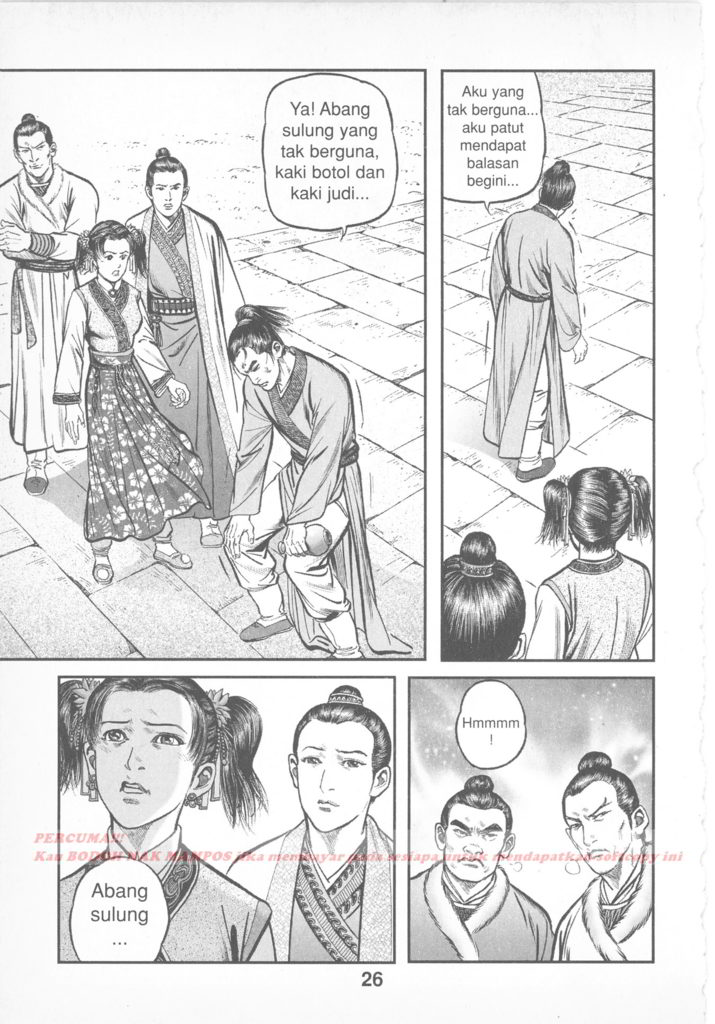 Ya! Abang
sulung yang
tak berguna,
kaki botol dan
kaki judi...
Aku yang
tak berguna...
aku patut
mendapat
balasan
begini...
Abang
sulung
...
Hmmmm
!
PERCUMA!!!
Kau BODOH NAK MAMPOS jika membayar pada sesiapa untuk mendapatkan softcopy ini
26